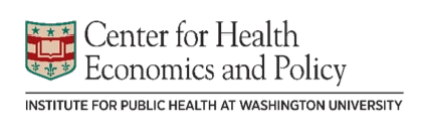 Center for Health
Economics and Policy
INSTITUTE FOR PUBLIC HEALTH AT WASHINGTON UNIVERSITY